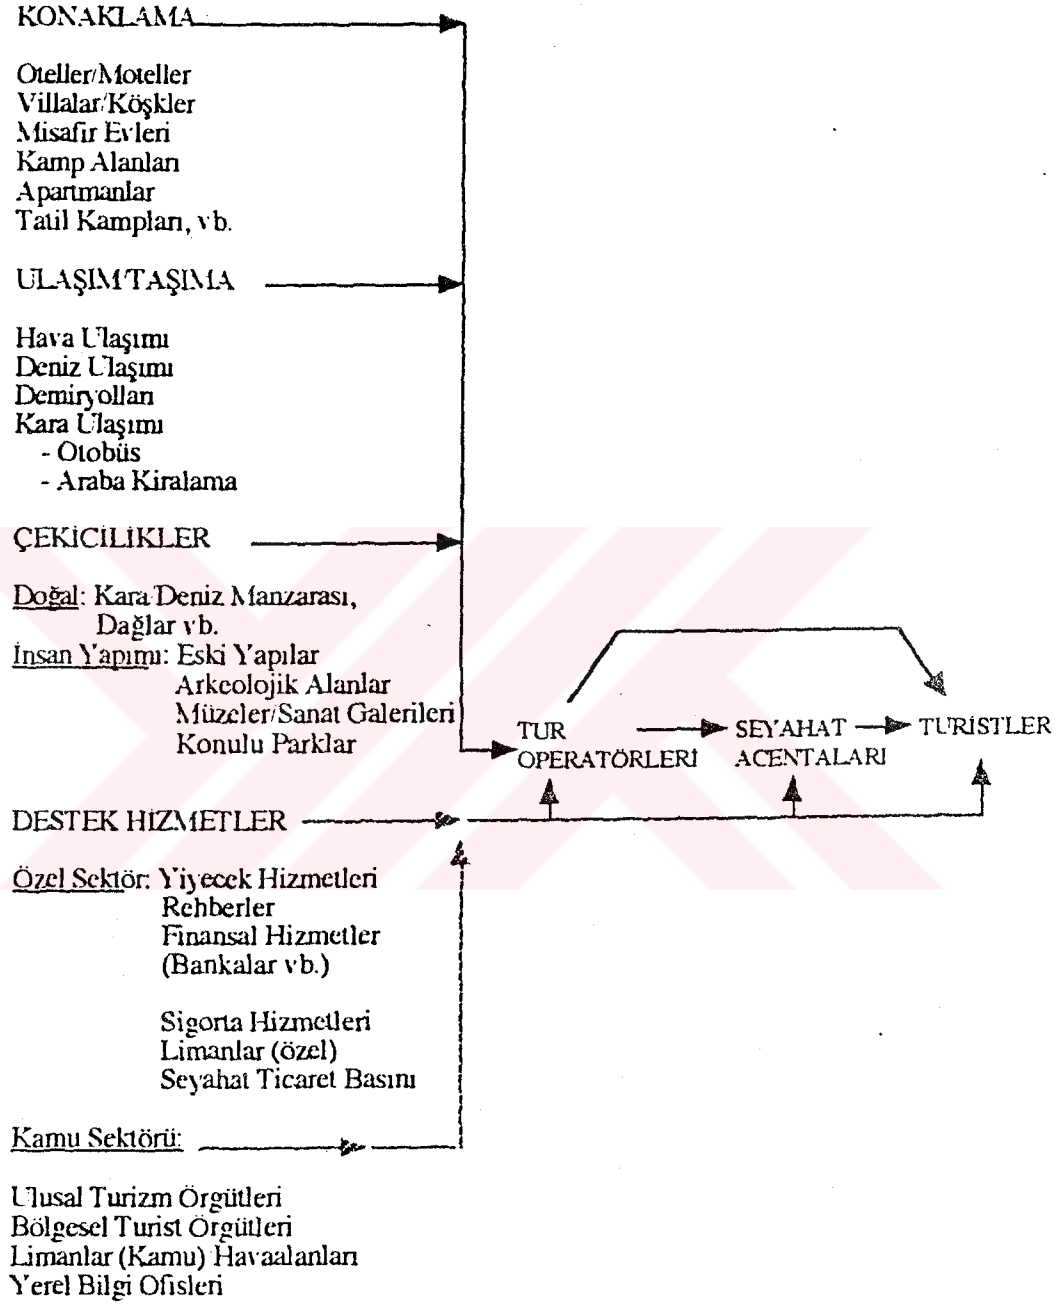 KONAKLAMA
Oteller/Moteller
Villalar/Köşkler
Misafir Evleri
Kamp Alanları
Apartmanlar
Tatil Kampları, vb.
ULAŞIM/TAŞIMA
Hava Ulaşımı
Deniz Ulaşımı
Demiryolları
Kara Ulaşımı
- Otobüs
- Araba Kiralama
ÇEKİCİLİKLER
Doğal: Kara/Deniz Manzarası,
Dağlar vb.
İnsan Yapımı: Eski Yapılar
Arkeolojik Alanlar
Müzeler/Sanat Galerileri
Konulu Parklar
TUR
OPERATÖRLERİ
SEYAHAT
ACENTALARI
TURİSTLER
DESTEK HİZMETLER
Özel Sektör: Yiyecek Hizmetleri
Rehberler
Finansal Hizmetler
(Bankalar vb.)
Sigorta Hizmetleri
Limanlar (özel)
Seyahat Ticaret Basını
Kamu Sektörü:
Ulusal Turizm Örgütleri
Bölgesel Turist Örgütleri
Limanlar (Kamu) Havaalanları
Yerel Bilgi Ofisleri